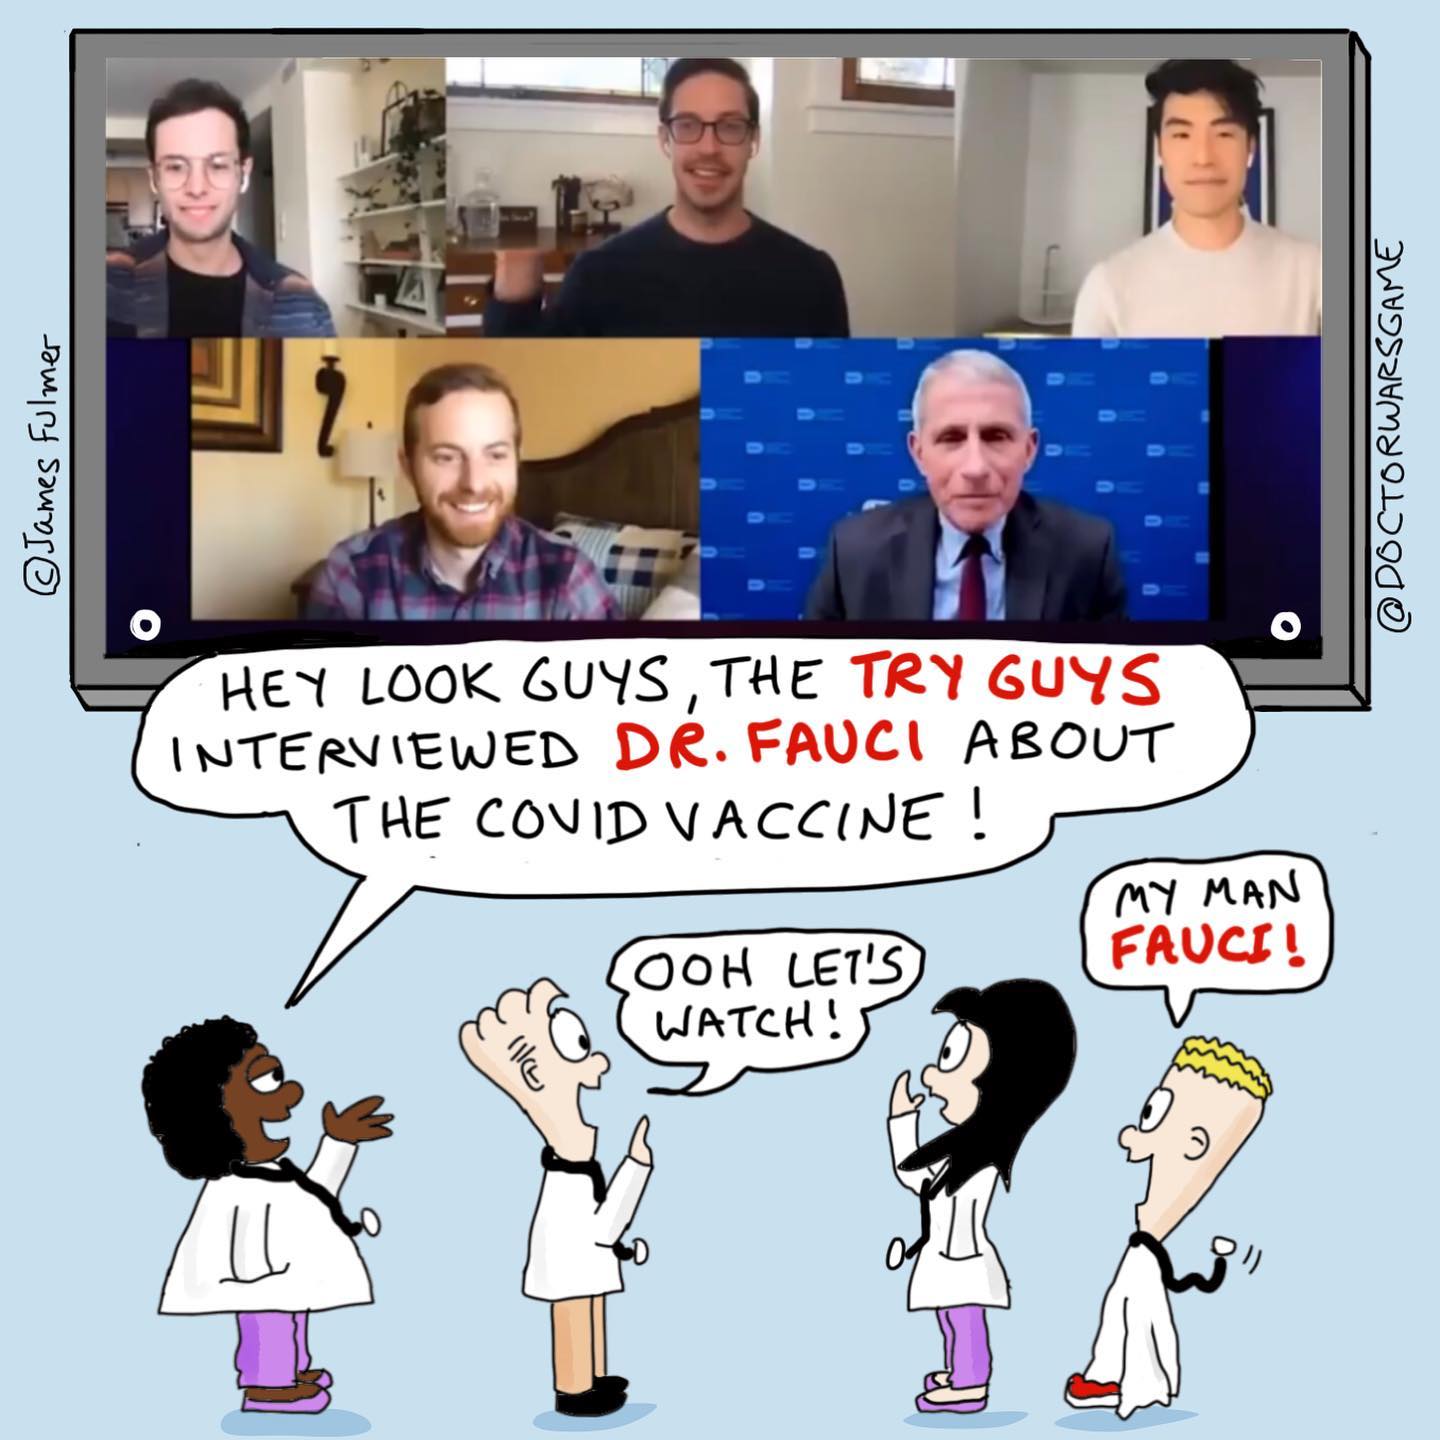 ©James Fulmer
@DOCTORWARSGAME
HEY LOOK GUYS, THE TRY GUYS
INTERVIEWED DR. FAUCI ABOUT
THE COVID VACCINE!
OOH LET'S
WATCH!
MY MAN
FAUCI!